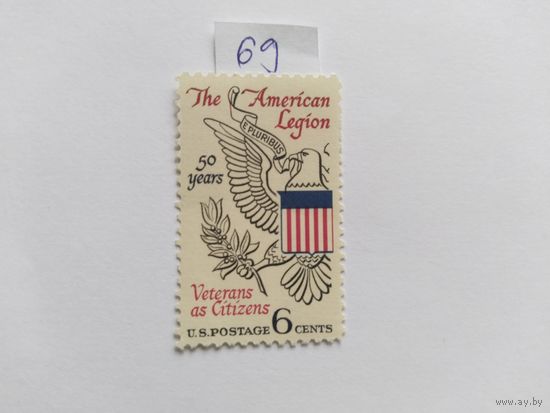 69
The American
Legion
E PLURIBUS
50
years
Veterans
as Citizens
U.S. POSTAGE 6 CENTS
www.ay.by